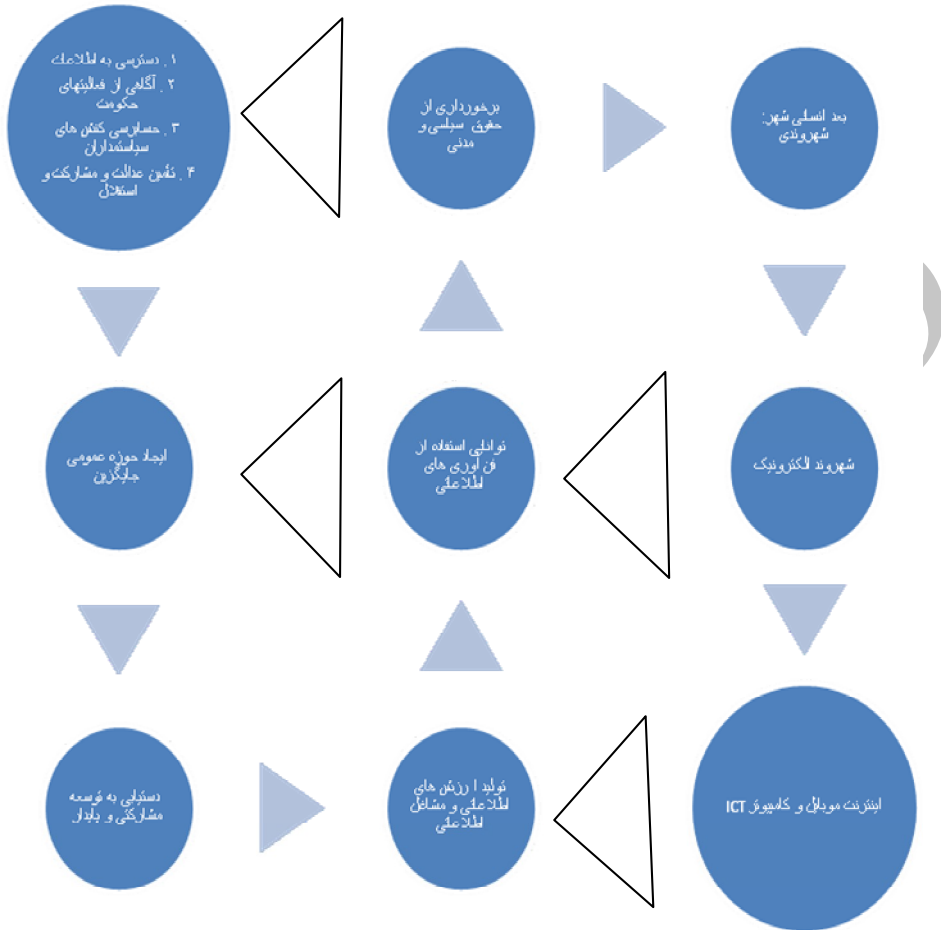 بعد انسانی شهر:
شهروندی
برخورداری از
حقوق سیاسی و
مدنی
۱. دسترسی به اطلاعات
۲. آگاهی از فعالیتهای
حکومت
۳. حسابرسی کنش های
سیاستمداران
۴. تأمین عدالت و مشارکت و
استقلال
شهروند الکترونیک
توانایی استفاده از
فن آوری های
اطلاعاتی
ایجاد حوزه عمومی
جایگزین
اینترنت موبایل و کامپیوتر ICT
تولید ارزش های
اطلاعاتی و مشاغل
اطلاعاتی
دستیابی به توسعه
مشارکتی و پایدار